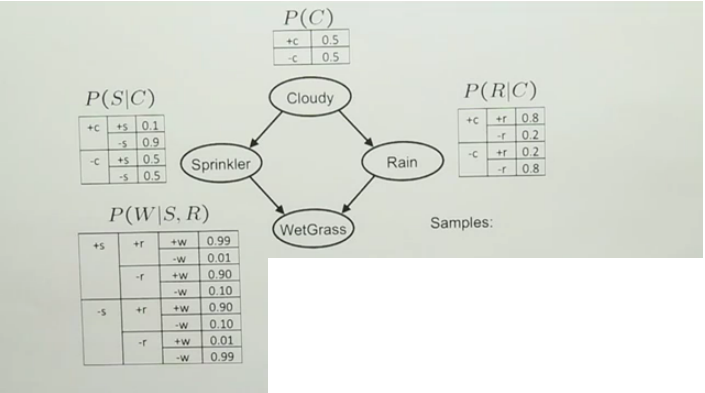 P(C)
+c 0.5
-c 0.5
Cloudy
P(S|C)
+c +s 0.1
-s 0.9
-c +s 0.5
-s 0.5
P(R|C)
+c +r 0.8
-r 0.2
-c +r 0.2
-r 0.8
Sprinkler
Rain
P(W|S, R)
+s +r +w 0.99
-w 0.01
-r +w 0.90
-w 0.10
-s +r +w 0.90
-w 0.10
-r +w 0.01
-w 0.99
WetGrass
Samples: